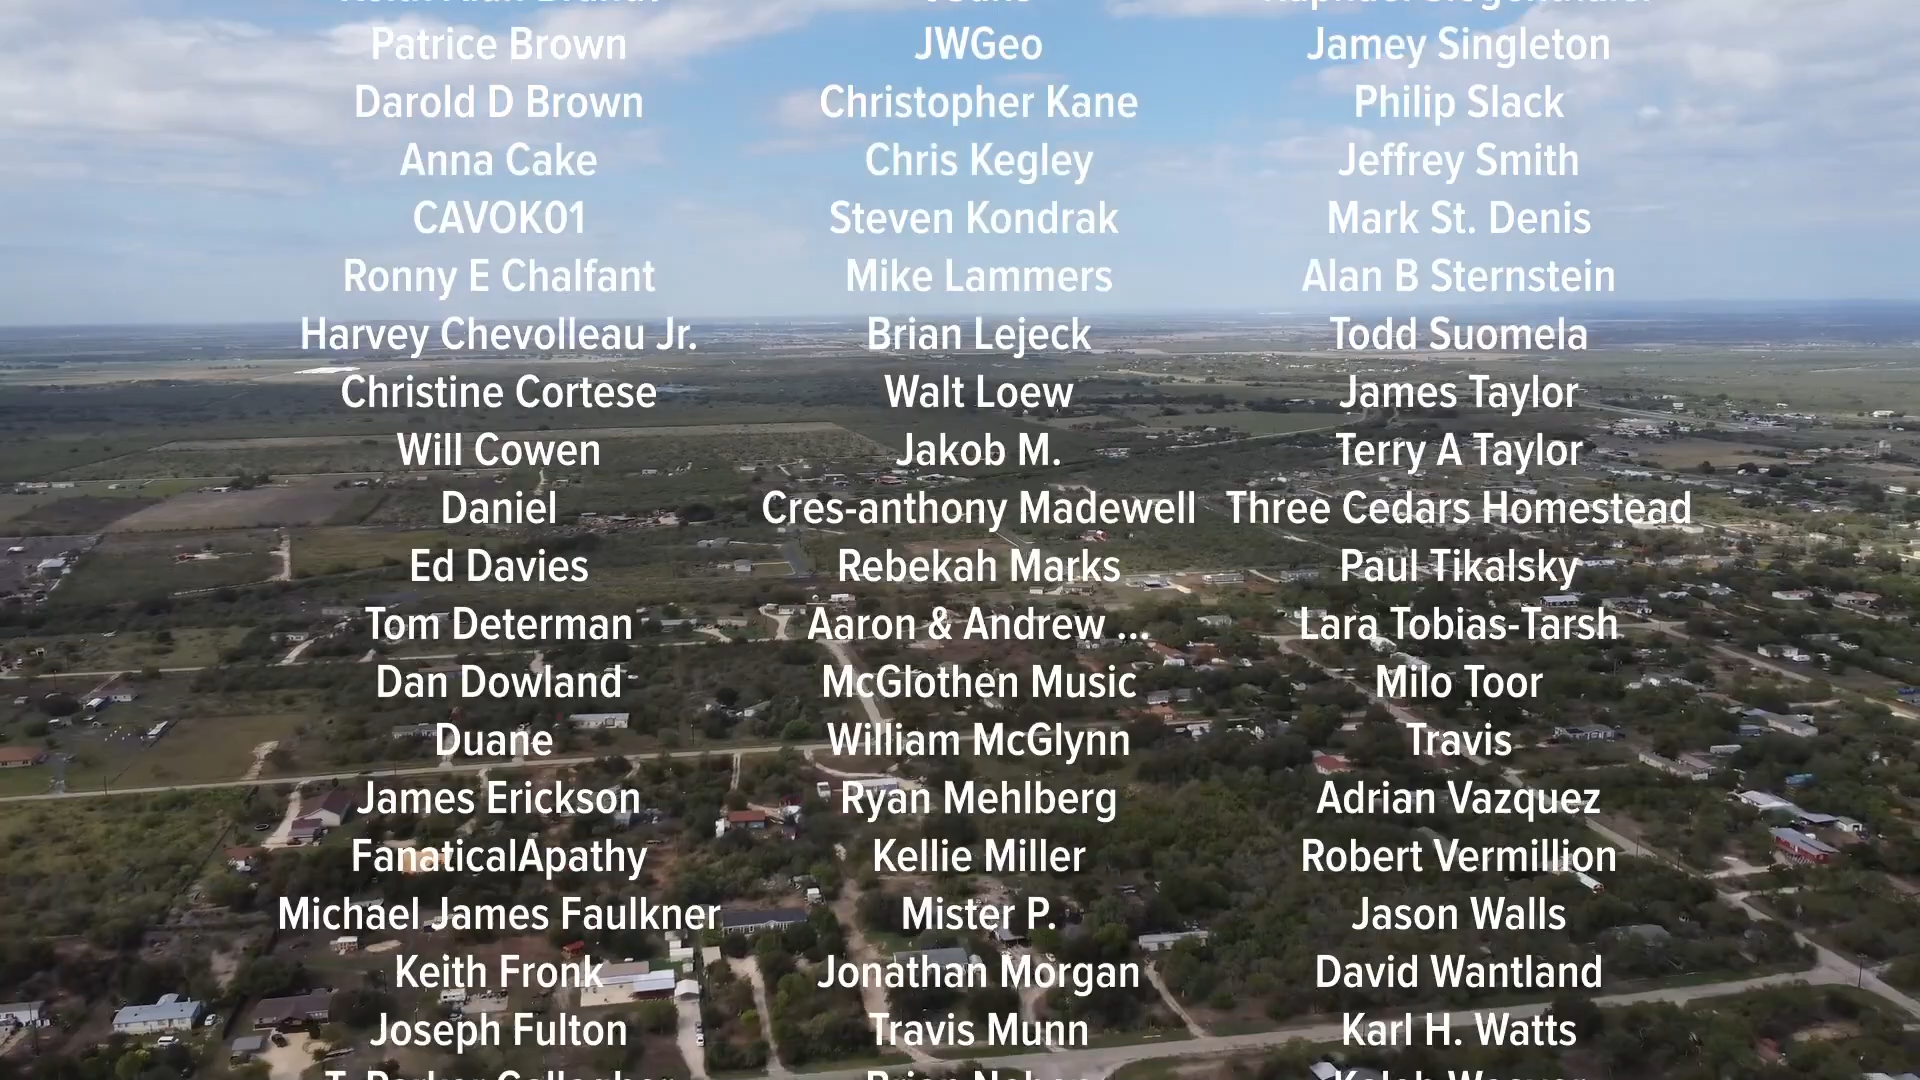 Patrice Brown
Darold D Brown
Anna Cake
CAVOK01
Ronny E Chalfant
Harvey Chevolleau Jr.
Christine Cortese
Will Cowen
Daniel
Ed Davies
Tom Determan
Dan Dowland
Duane
James Erickson
FanaticalApathy
Michael James Faulkner
Keith Fronk
Joseph Fulton
JWGeo
Christopher Kane
Chris Kegley
Steven Kondrak
Mike Lammers
Brian Lejeck
Walt Loew
Jakob M.
Cres-anthony Madewell
Rebekah Marks
Aaron & Andrew ...
McGlothen Music
William McGlynn
Ryan Mehlberg
Kellie Miller
Mister P.
Jonathan Morgan
Travis Munn
Jamey Singleton
Philip Slack
Jeffrey Smith
Mark St. Denis
Alan B Sternstein
Todd Suomela
James Taylor
Terry A Taylor
Three Cedars Homestead
Paul Tikalsky
Lara Tobias-Tarsh
Milo Toor
Travis
Adrian Vazquez
Robert Vermillion
Jason Walls
David Wantland
Karl H. Watts